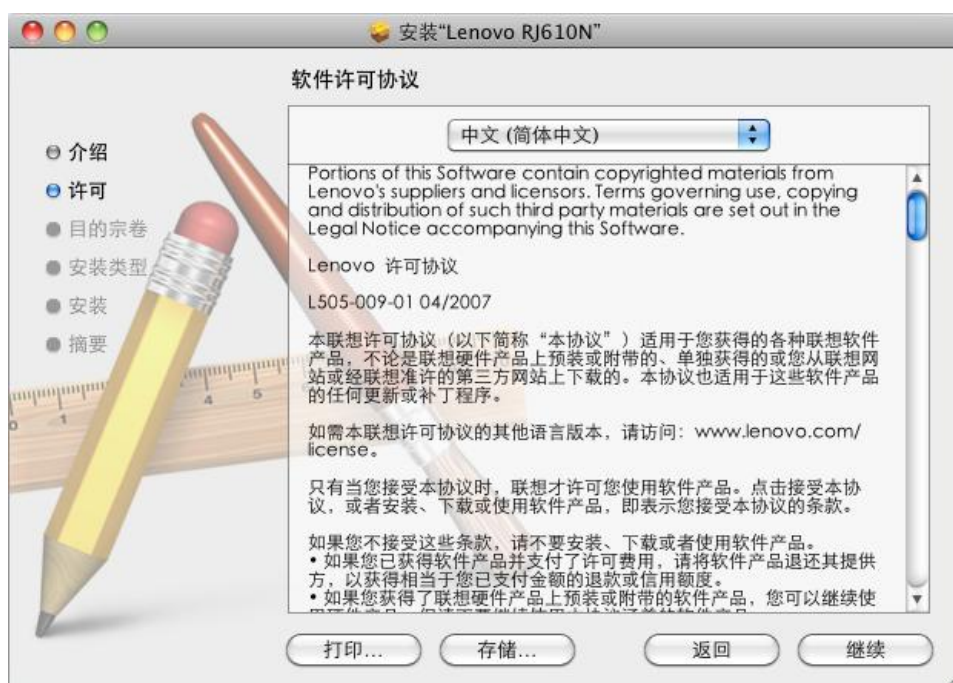 安装“Lenovo RJ610N”
软件许可协议
介绍
许可
目的宗卷
安装类型
安装
摘要
中文 (简体中文)
Portions of this Software contain copyrighted materials from
Lenovo's suppliers and licensors. Terms governing use, copying
and distribution of such third party materials are set out in the
Legal Notice accompanying this Software.
Lenovo 许可协议
L505-009-01 04/2007
本联想许可协议（以下简称“本协议”）适用于您获得的各种联想软件
产品，不论是联想硬件产品上预装或附带的、单独获得的或您从联想网
站或经联想准许的第三方网站上下载的。本协议也适用于这些软件产品
的任何更新或补丁程序。
如需本联想许可协议的其他语言版本，请访问：www.lenovo.com/
license。
只有当您接受本协议时，联想才许可您使用软件产品。点击接受本协
议，或者安装、下载或使用软件产品，即表示您接受本协议的条款。
如果您不接受这些条款，请不要安装、下载或者使用软件产品。
• 如果您已获得软件产品并支付了许可费用，请将软件产品退还其提供
方，以获得相当于您已支付金额的退款或信用额度。
• 如果您获得了联想硬件产品上预装或附带的软件产品，您可以继续使
0 1 4 5
打印...
存储...
返回
继续